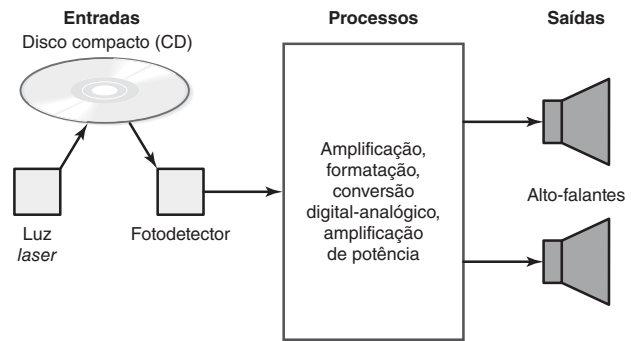 Entradas
Processos
Saídas
Disco compacto (CD)
Luz
laser
Fotodetector
Amplificação,
formatação,
conversão
digital-analógico,
amplificação
de potência
Alto-falantes